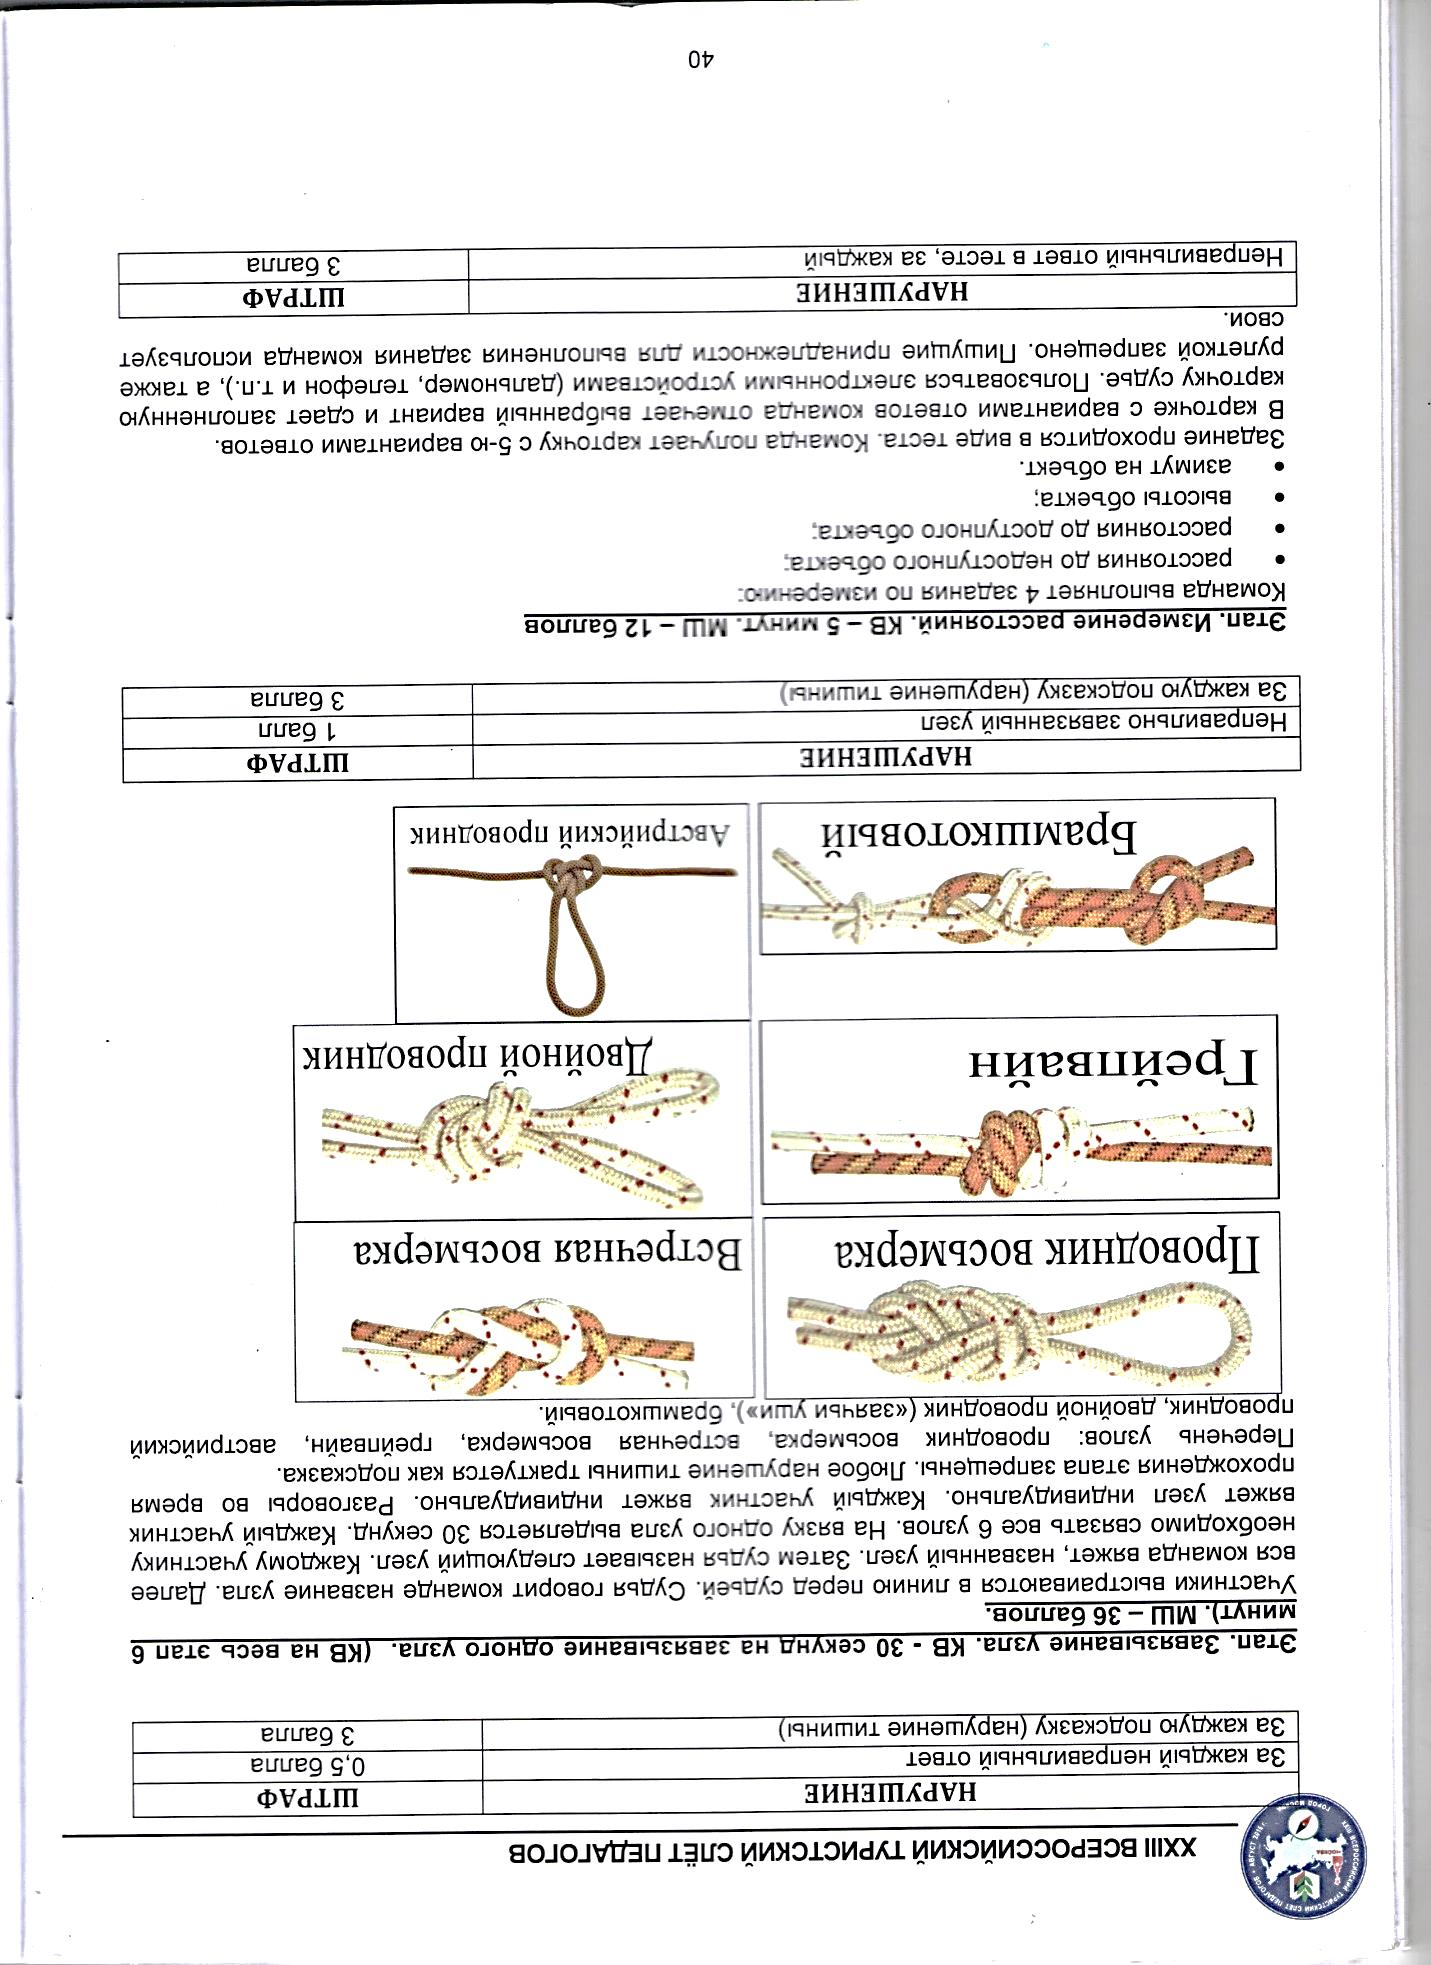 XXIII ВСЕРОССИЙСКИЙ ТУРИСТСКИЙ СЛЁТ ПЕДАГОГОВ
НАРУШЕНИЕ ШТРАФ
За каждый неправильный ответ 0,5 балла
За каждую подсказку (нарушение тишины) 3 балла
Этап. Завязывание узла. КВ - 30 секунд на завязывание одного узла. (КВ на весь этап 6
минут). МШ – 36 баллов.
Участники выстраиваются в линию перед судьей. Судья говорит команде название узла. Далее
вся команда вяжет, названный узел. Затем судья называет следующий узел. Каждому участнику
необходимо связать все 6 узлов. На вязку одного узла выделяется 30 секунд. Каждый участник
вяжет узел индивидуально. Каждый участник вяжет индивидуально. Разговоры во время
прохождения этапа запрещены. Любое нарушение тишины трактуется как подсказка.
Перечень узлов: проводник восьмерка, встречная восьмерка, грейпвайн, австрийский
проводник, двойной проводник («заячьи уши»), брамшкотовый.
Проводник восьмерка
Встречная восьмерка
Грейпвайн
Двойной проводник
Брамшкотовый
Австрийский проводник
НАРУШЕНИЕ ШТРАФ
Неправильно завязанный узел 1 балл
За каждую подсказку (нарушение тишины) 3 балла
Этап. Измерение расстояний. КВ – 5 минут. МШ – 12 баллов
Команда выполняет 4 задания по измерению:
• расстояния до недоступного объекта;
• расстояния до доступного объекта;
• высоты объекта;
• азимут на объект.
Задание проходится в виде теста. Команда получает карточку с 5-ю вариантами ответов.
В карточке с вариантами ответов команда отмечает выбранный вариант и сдает заполненную
карточку судье. Пользоваться электронными устройствами (дальномер, телефон и т.п.), а также
рулеткой запрещено. Пишущие принадлежности для выполнения задания команда использует
свои.
НАРУШЕНИЕ ШТРАФ
Неправильный ответ в тесте, за каждый 3 балла
40